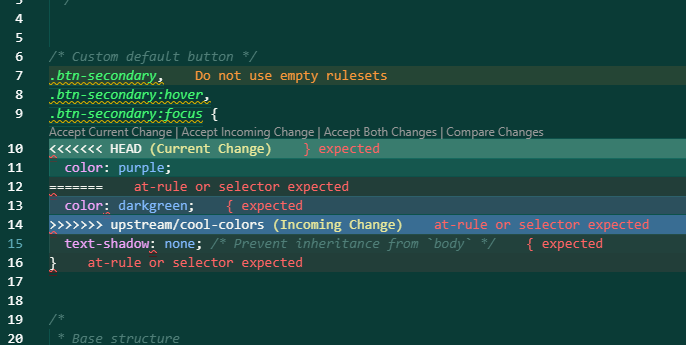 3 */
4
5
6 /* Custom default button */
7 .btn-secondary, Do not use empty rulesets
8 .btn-secondary:hover,
9 .btn-secondary:focus {
Accept Current Change | Accept Incoming Change | Accept Both Changes | Compare Changes
10 <<<<<<< HEAD (Current Change) } expected
11 color: purple;
12 ======= at-rule or selector expected
13 color: darkgreen; { expected
14 >>>>>>> upstream/cool-colors (Incoming Change) at-rule or selector expected
15 text-shadow: none; /* Prevent inheritance from `body` */ { expected
16 } at-rule or selector expected
17
18
19 /*
20 * Base structure